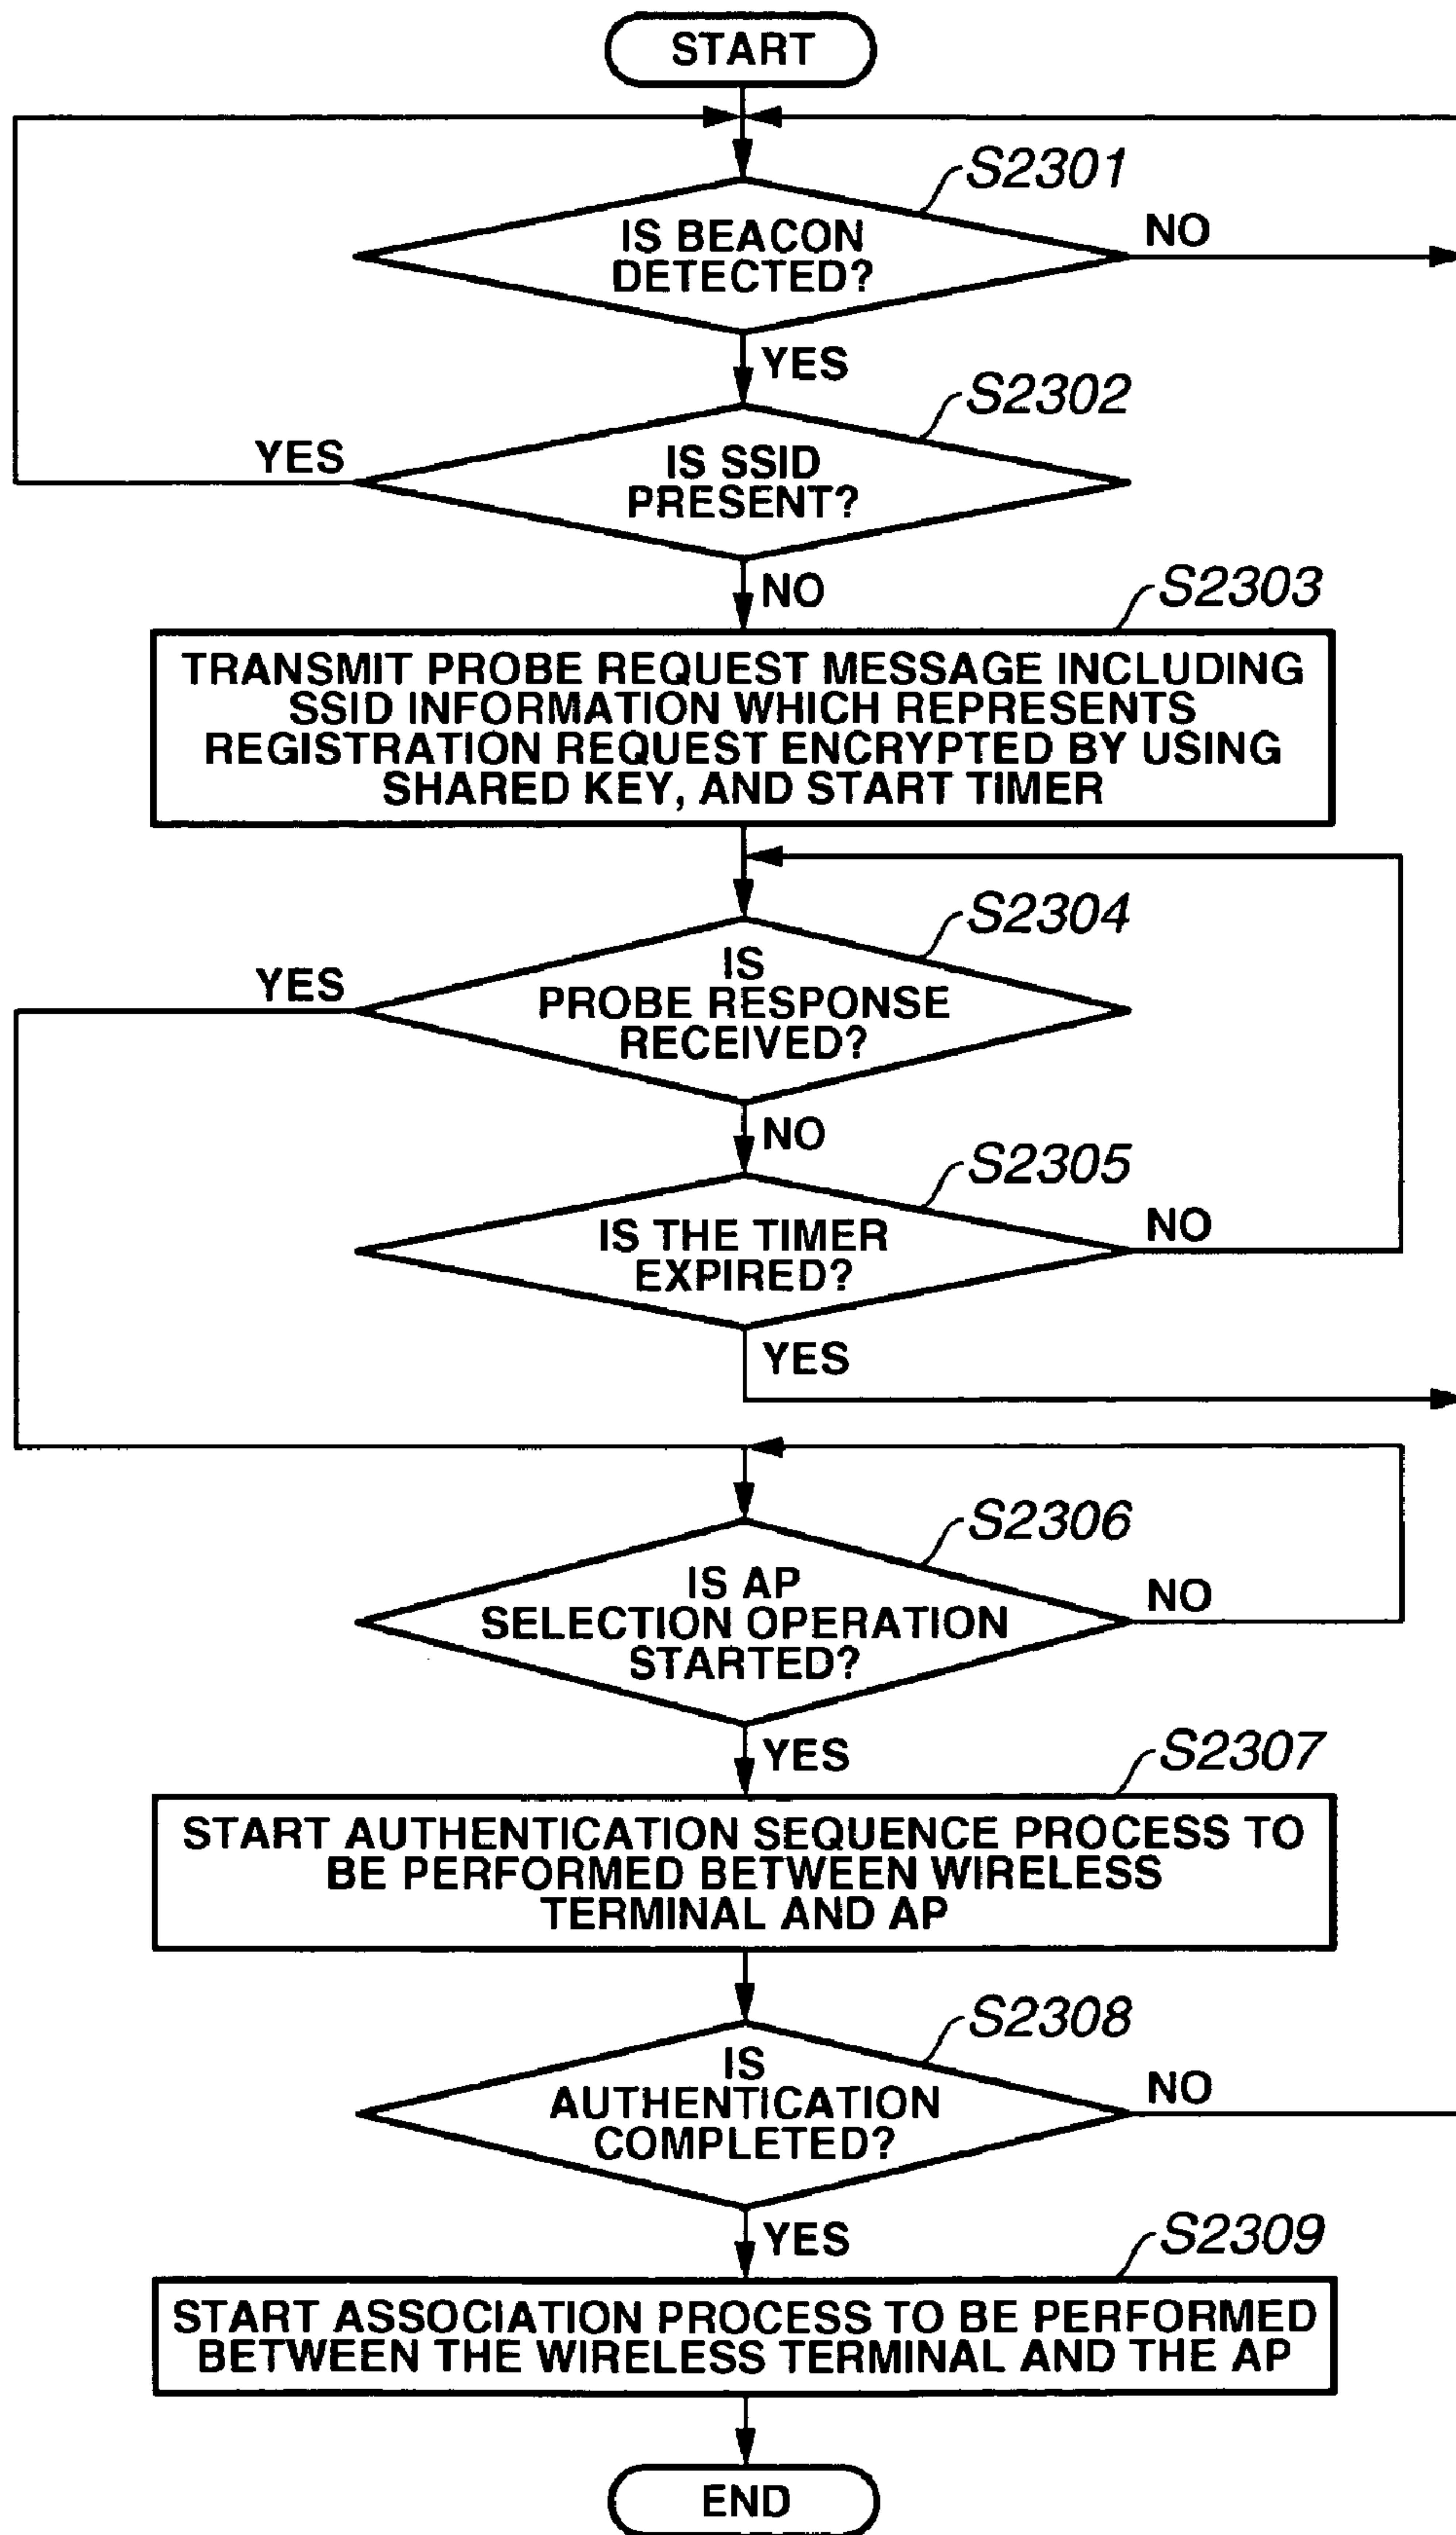 START
S2301
IS BEACON
DETECTED?
NO
YES
S2302
YES
IS SSID
PRESENT?
NO
S2303
TRANSMIT PROBE REQUEST MESSAGE INCLUDING
SSID INFORMATION WHICH REPRESENTS
REGISTRATION REQUEST ENCRYPTED BY USING
SHARED KEY, AND START TIMER
S2304
YES
IS
PROBE RESPONSE
RECEIVED?
NO
S2305
IS THE TIMER
EXPIRED?
NO
YES
S2306
IS AP
SELECTION OPERATION
STARTED?
NO
YES
S2307
START AUTHENTICATION SEQUENCE PROCESS TO
BE PERFORMED BETWEEN WIRELESS
TERMINAL AND AP
S2308
IS
AUTHENTICATION
COMPLETED?
NO
YES
S2309
START ASSOCIATION PROCESS TO BE PERFORMED
BETWEEN THE WIRELESS TERMINAL AND THE AP
END